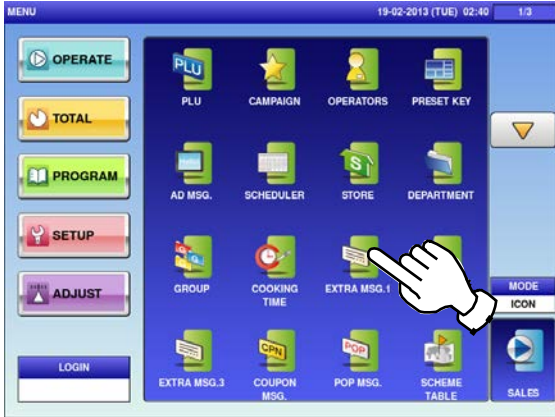 MENU 19-02-2013 (TUE) 02:40 1/3
OPERATE
TOTAL
PROGRAM
SETUP
ADJUST
LOGIN
PLU
PLU CAMPAIGN OPERATORS PRESET KEY
S
AD MSG. SCHEDULER STORE DEPARTMENT
GROUP COOKING TIME EXTRA MSG.1
CPN POP
EXTRA MSG.3 COUPON MSG. POP MSG. SCHEME TABLE
MODE
ICON
SALES